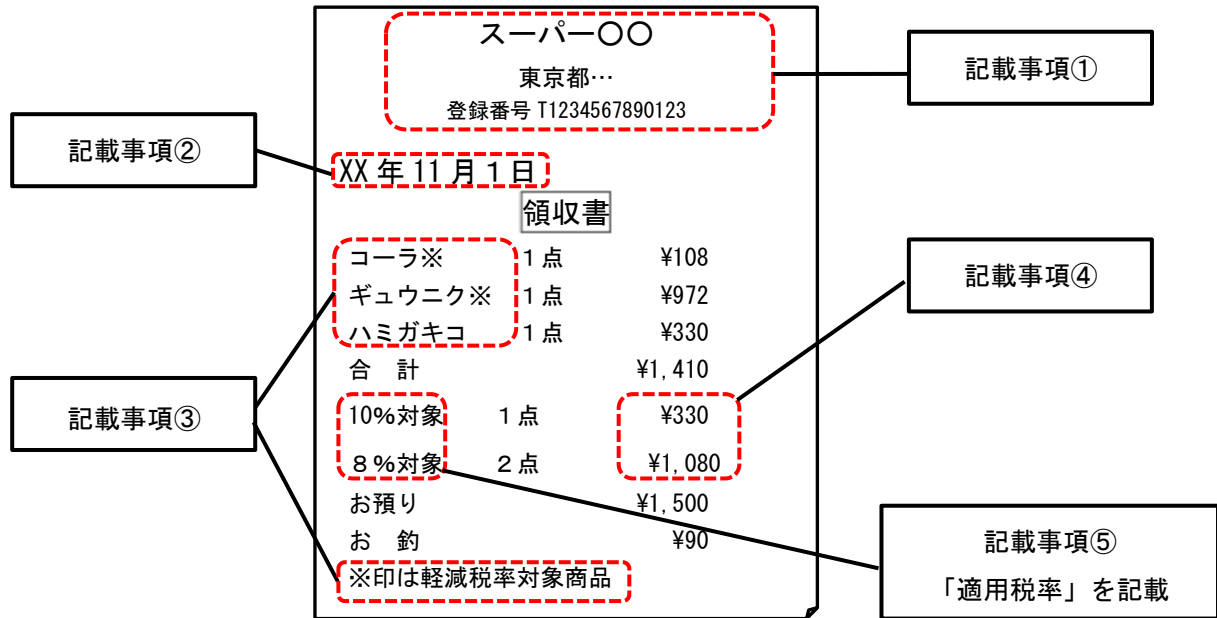 スーパー〇〇
東京都…
登録番号 T1234567890123
記載事項①
記載事項②
XX 年 11 月 1 日
領収書
コーラ※ 1 点 ¥108
ギュウニク※ 1 点 ¥972
ハミガキコ 1 点 ¥330
合 計 ¥1,410
10%対象 1 点 ¥330
8%対象 2 点 ¥1,080
お預り ¥1,500
お 釣 ¥90
※印は軽減税率対象商品
記載事項③
記載事項④
記載事項⑤
「適用税率」を記載